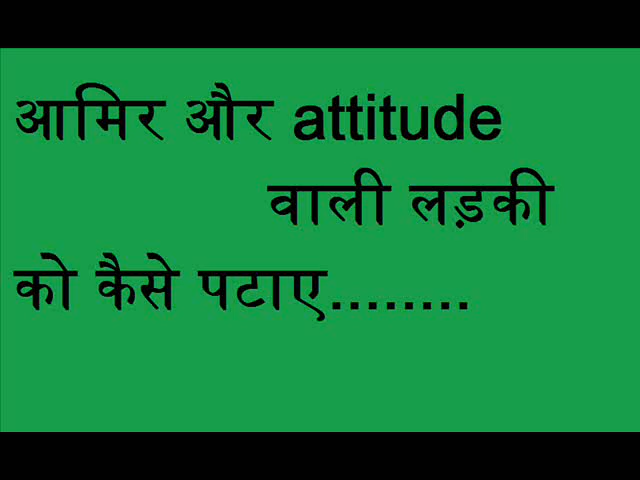 आमिर और attitude
वाली लड़की
को कैसे पटाए........